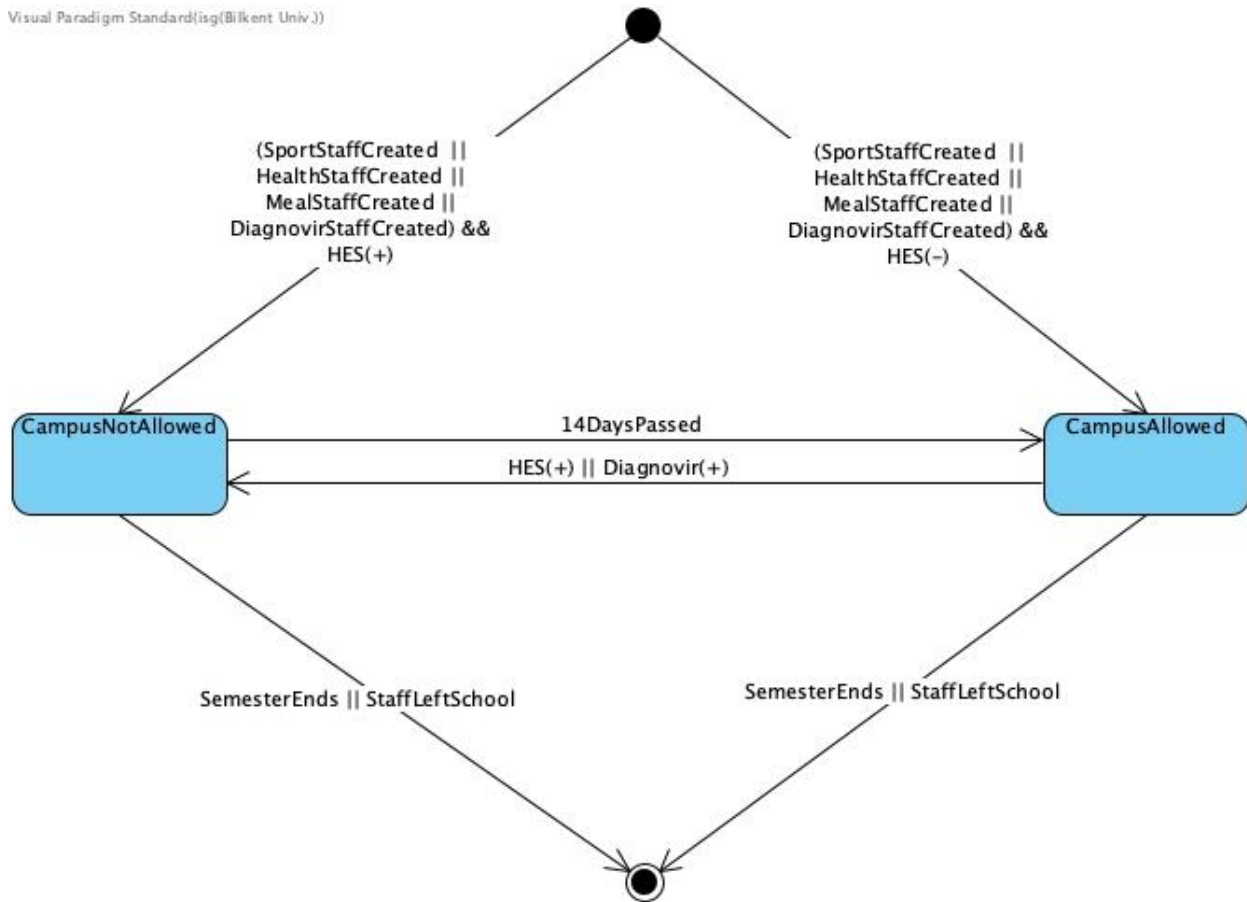 Visual Paradigm Standard(isg(Bilkent Univ.))
(SportStaffCreated ||
HealthStaffCreated ||
MealStaffCreated ||
DiagnovirStaffCreated) &&
HES(+)
(SportStaffCreated ||
HealthStaffCreated ||
MealStaffCreated ||
DiagnovirStaffCreated) &&
HES(-)
CampusNotAllowed
14DaysPassed
CampusAllowed
HES(+) || Diagnovir(+)
SemesterEnds || StaffLeftSchool
SemesterEnds || StaffLeftSchool